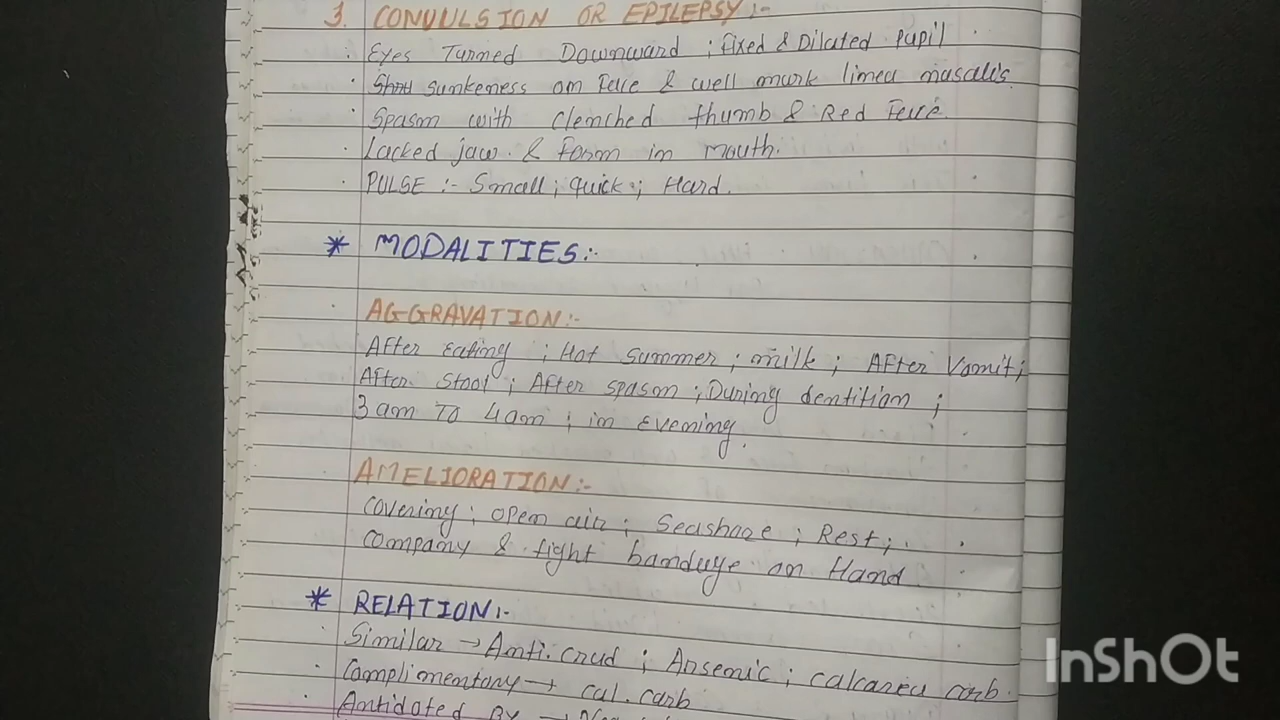 3. CONVULSION OR EPILEPSY:-
. Eyes Turned Downward ; fixed & Dilated Pupil
. sunkeness on Face & well mark linea nasalis.
. Spasm with Clenched thumb & Red Face.
. Lacked jaw. & foam in mouth.
. PULSE :- Small ; quick ; Hard.
* MODALITIES:-
AGGRAVATION:-
After Eating ; Hot Summer ; milk ; After Vomit ;
After Stool ; After spasm ; During dentition ;
3 am TO 4 am ; in Evening.
AMELIORATION:-
Covering ; open air ; Seashore ; Rest ;
Company & tight bandage on Hand
* RELATION:-
Similar → Anti. crud ; Arsenic ; calcarea carb.
. Complimentory → cal. carb
. Antidoted By →
InShOt